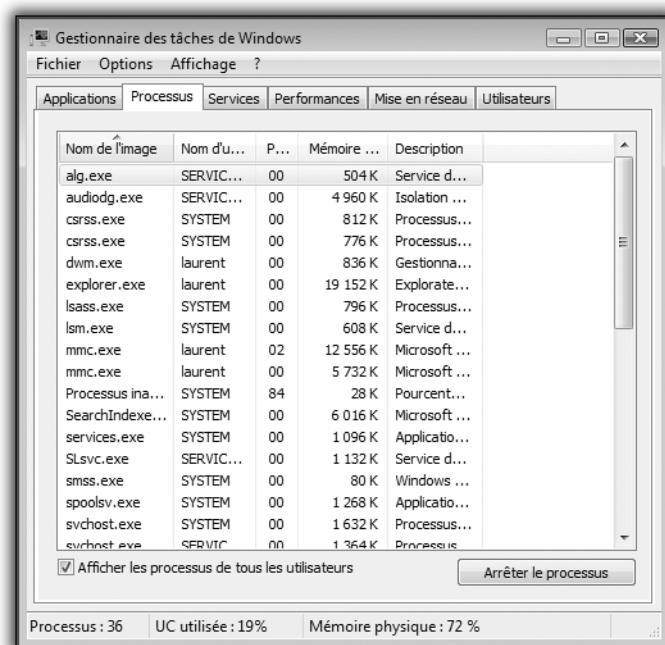 Gestionnaire des tâches de Windows
Fichier Options Affichage ?
Applications Processus Services Performances Mise en réseau Utilisateurs
Nom de l'image Nom d'u... P... Mémoire ... Description
alg.exe SERVIC... 00 504 K Service d...
audiodg.exe SERVIC... 00 4 960 K Isolation ...
csrss.exe SYSTEM 00 812 K Processus...
csrss.exe SYSTEM 00 776 K Processus...
dwm.exe laurent 00 836 K Gestionna...
explorer.exe laurent 00 19 152 K Explorate...
lsass.exe SYSTEM 00 796 K Processus...
lsm.exe SYSTEM 00 608 K Service d...
mmc.exe laurent 02 12 556 K Microsoft ...
mmc.exe laurent 00 5 732 K Microsoft ...
Processus ina... SYSTEM 84 28 K Pourcent...
SearchIndexe... SYSTEM 00 6 016 K Microsoft ...
services.exe SYSTEM 00 1 096 K Applicatio...
SLsvc.exe SERVIC... 00 1 132 K Service d...
smss.exe SYSTEM 00 80 K Windows ...
spoolsv.exe SYSTEM 00 1 268 K Applicatio...
svchost.exe SYSTEM 00 1 632 K Processus...
svchost.exe SERVIC... 00 1 364 K Processus...
Afficher les processus de tous les utilisateurs Arrêter le processus
Processus : 36 UC utilisée : 19% Mémoire physique : 72 %